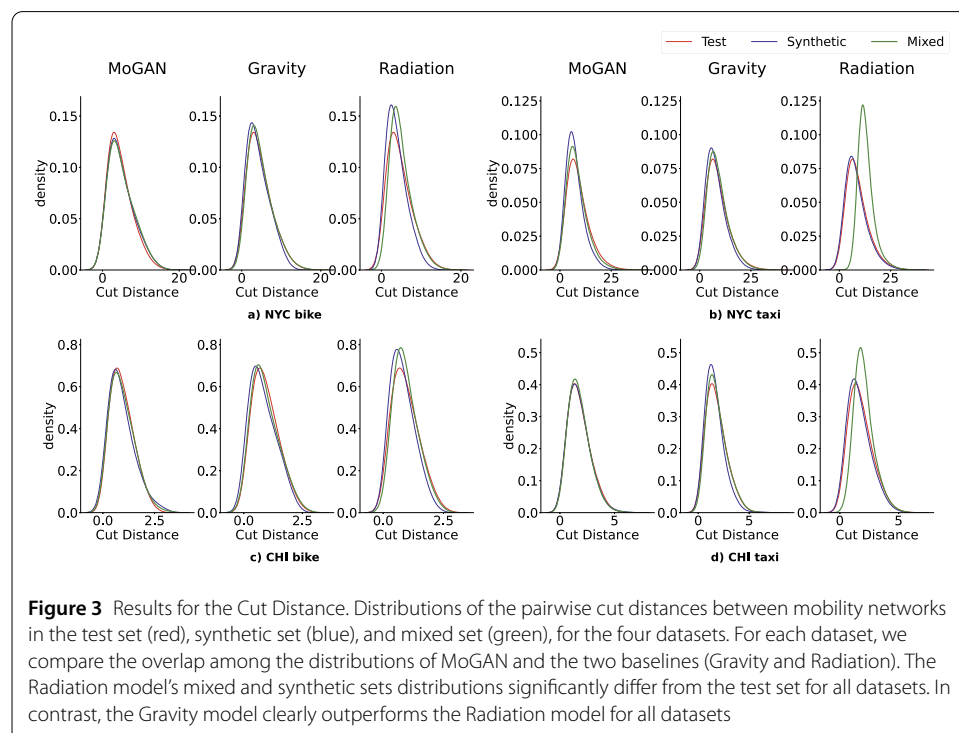 Test Synthetic Mixed
MoGAN Gravity Radiation MoGAN Gravity Radiation
density
0.15 0.15 0.15
0.10 0.10 0.10
0.05 0.05 0.05
0.00 0.00 0.00
0 20 0 20 0 20
Cut Distance Cut Distance Cut Distance
a) NYC bike
density
0.125 0.125 0.125
0.100 0.100 0.100
0.075 0.075 0.075
0.050 0.050 0.050
0.025 0.025 0.025
0.000 0.000 0.000
0 25 0 25 0 25
Cut Distance Cut Distance Cut Distance
b) NYC taxi
density
0.8 0.8 0.8
0.6 0.6 0.6
0.4 0.4 0.4
0.2 0.2 0.2
0.0 0.0 0.0
0.0 2.5 0.0 2.5 0.0 2.5
Cut Distance Cut Distance Cut Distance
c) CHI bike
density
0.5 0.5 0.5
0.4 0.4 0.4
0.3 0.3 0.3
0.2 0.2 0.2
0.1 0.1 0.1
0.0 0.0 0.0
0 5 0 5 0 5
Cut Distance Cut Distance Cut Distance
d) CHI taxi
Figure 3 Results for the Cut Distance. Distributions of the pairwise cut distances between mobility networks
in the test set (red), synthetic set (blue), and mixed set (green), for the four datasets. For each dataset, we
compare the overlap among the distributions of MoGAN and the two baselines (Gravity and Radiation). The
Radiation model's mixed and synthetic sets distributions significantly differ from the test set for all datasets. In
contrast, the Gravity model clearly outperforms the Radiation model for all datasets